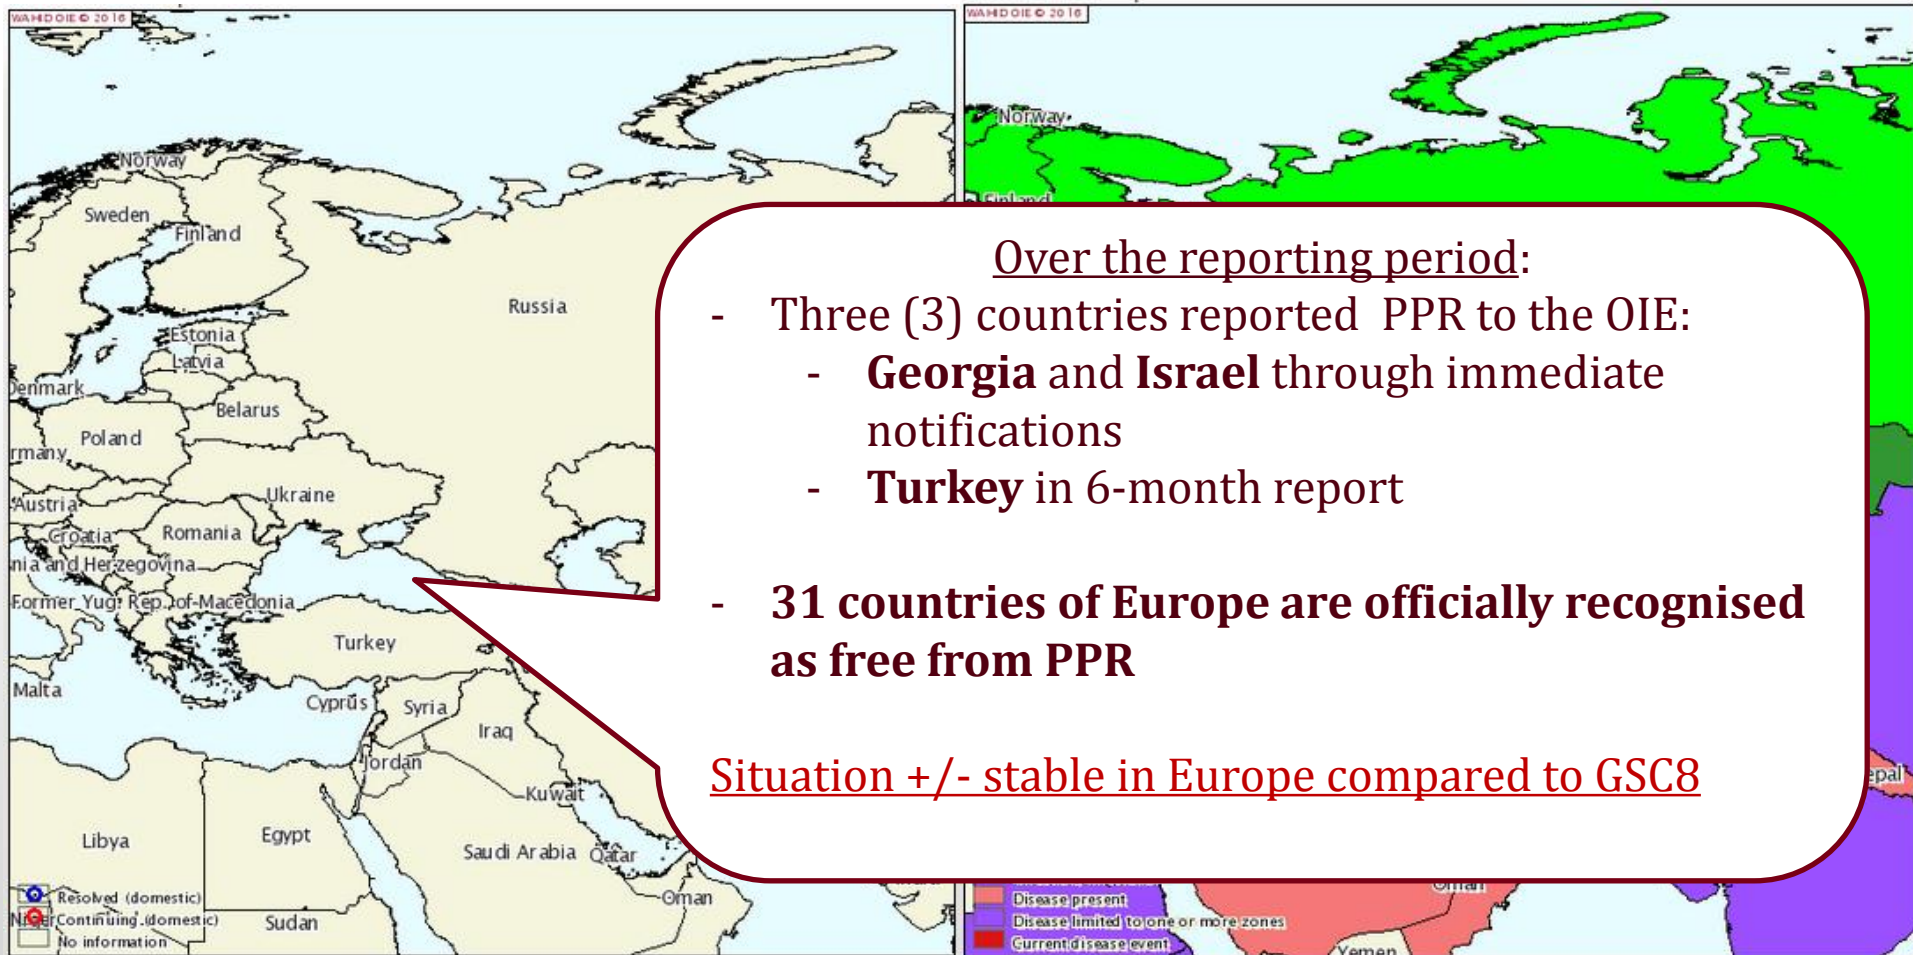 WAHID OIE © 2016
Norway
Sweden
Finland
Russia
Estonia
Latvia
Denmark
Belarus
Poland
Ukraine
Austria
Croatia
Romania
nia and Herzegovina
Former Yug. Rep. of Macedonia
Turkey
Malta
Cyprus
Syria
Iraq
Jordan
Kuwait
Libya
Egypt
Saudi Arabia
Qatar
Oman
Sudan
Resolved (domestic)
Continuing (domestic)
No information
WAHID OIE © 2016
Norway
Finland
Over the reporting period:
- Three (3) countries reported PPR to the OIE:
- Georgia and Israel through immediate
notifications
- Turkey in 6-month report
- 31 countries of Europe are officially recognised
as free from PPR
Situation +/- stable in Europe compared to GSC8
epal
Oman
Yemen
Disease present
Disease limited to one or more zones
Current disease event